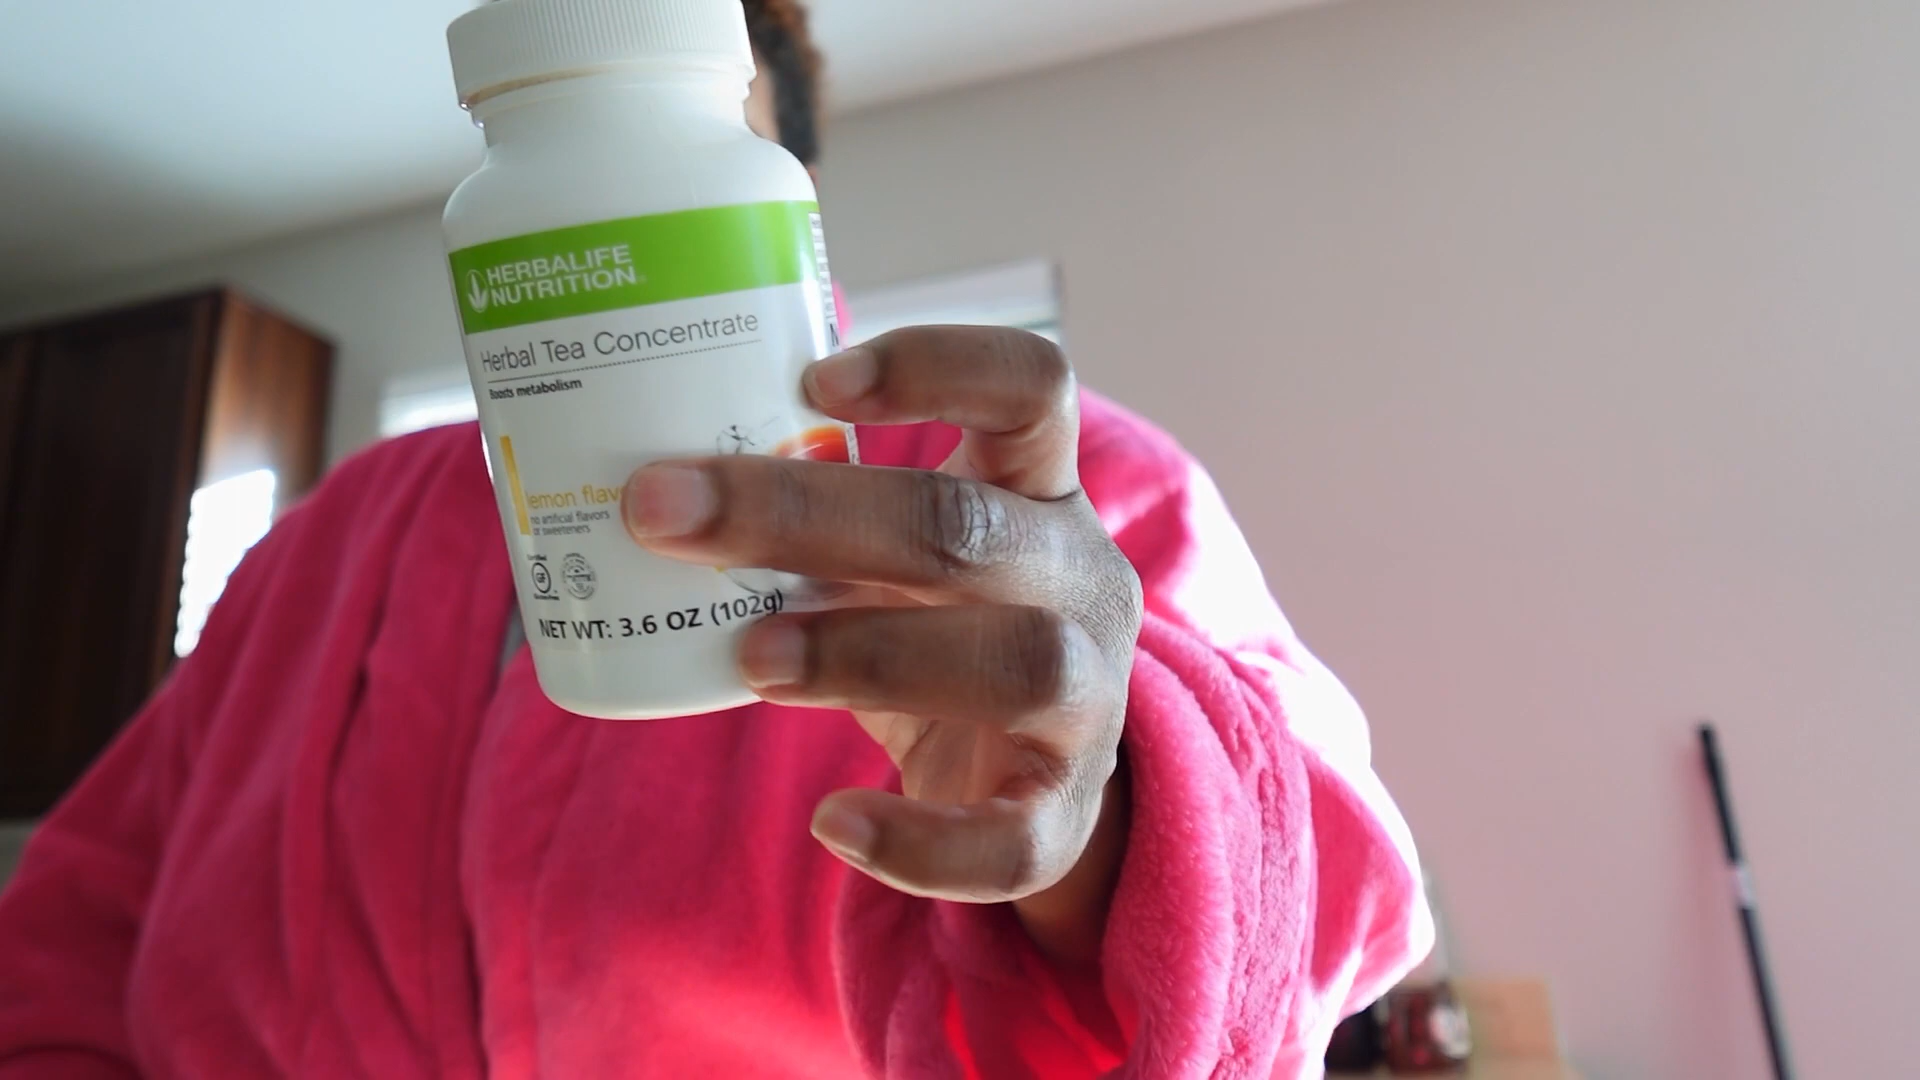 HERBALIFE
NUTRITION
Herbal Tea Concentrate
Boosts metabolism
lemon flav
no artificial flavors
or sweeteners
GF
NET WT: 3.6 OZ (102g)